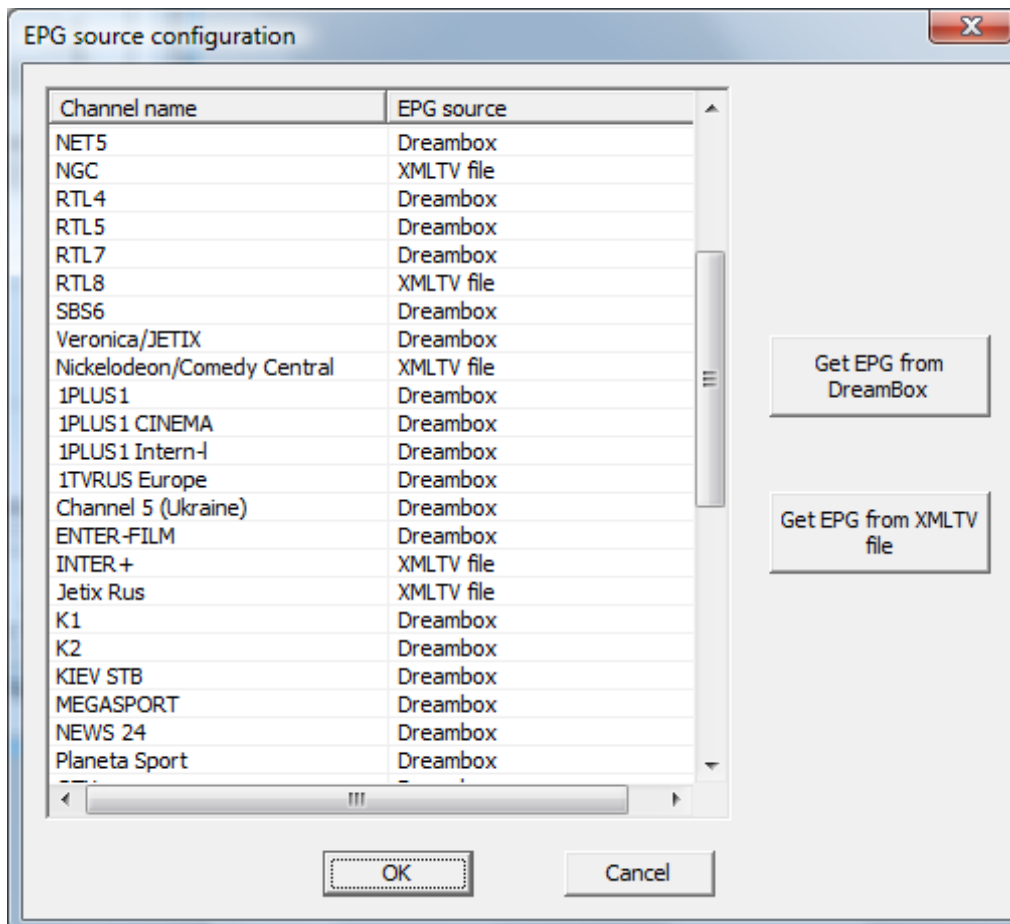 EPG source configuration
Channel name EPG source
NET5 Dreambox
NGC XMLTV file
RTL4 Dreambox
RTL5 Dreambox
RTL7 Dreambox
RTL8 XMLTV file
SBS6 Dreambox
Veronica/JETIX Dreambox
Nickelodeon/Comedy Central XMLTV file
1PLUS1 Dreambox
1PLUS1 CINEMA Dreambox
1PLUS1 Intern-l Dreambox
1TVRUS Europe Dreambox
Channel 5 (Ukraine) Dreambox
ENTER-FILM Dreambox
INTER+ XMLTV file
Jetix Rus XMLTV file
K1 Dreambox
K2 Dreambox
KIEV STB Dreambox
MEGASPORT Dreambox
NEWS 24 Dreambox
Planeta Sport Dreambox
Get EPG from
DreamBox
Get EPG from XMLTV
file
OK
Cancel